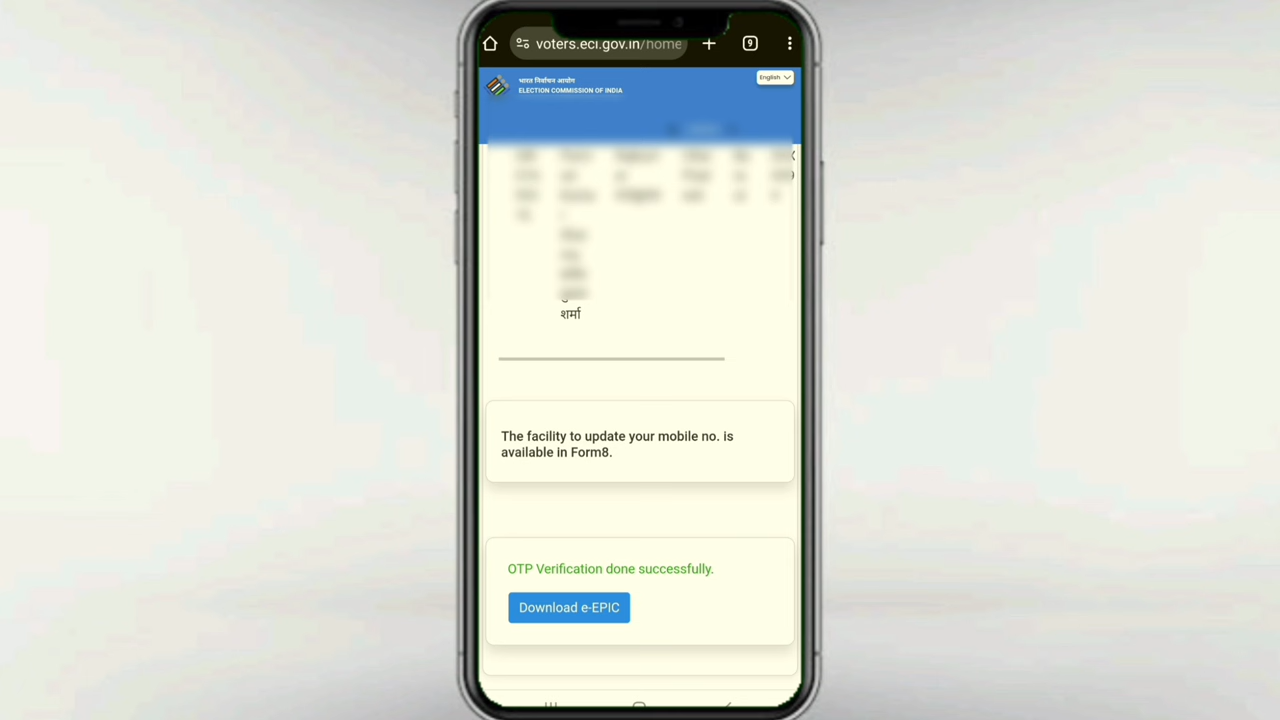 voters.eci.gov.in/home
9
भारत निर्वाचन आयोग
ELECTION COMMISSION OF INDIA
English
शर्मा
The facility to update your mobile no. is
available in Form8.
OTP Verification done successfully.
Download e-EPIC